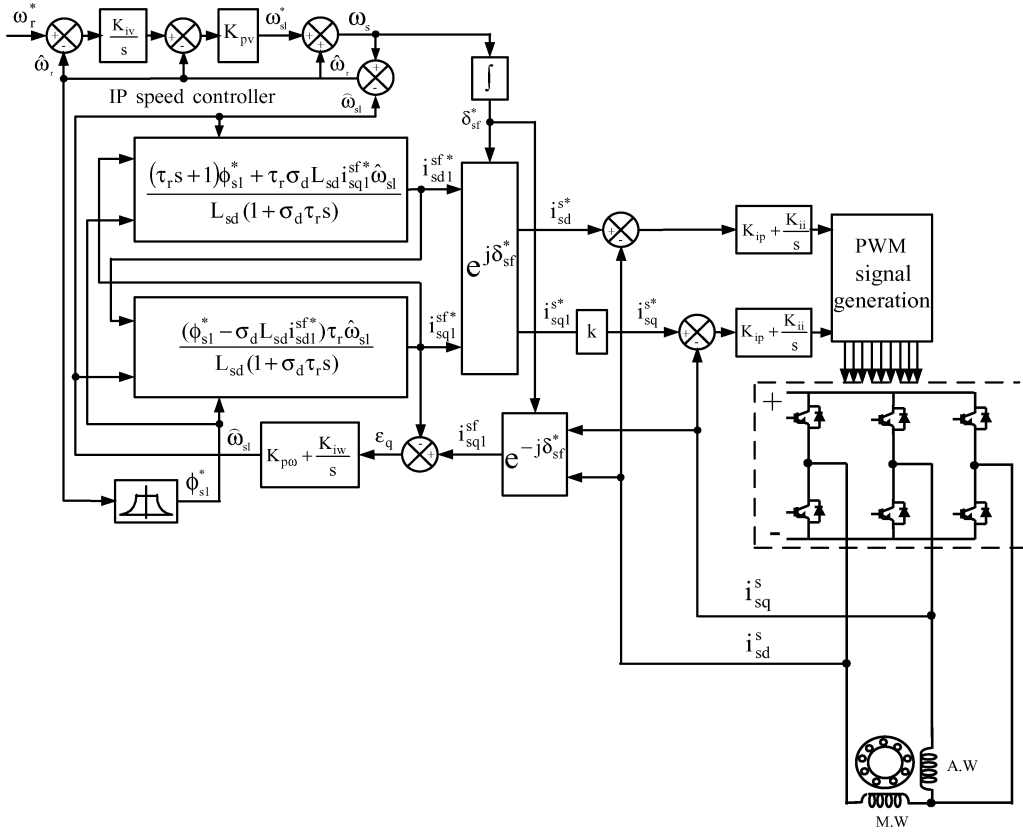 ω_r^*
K_iv / s
K_pv
ω_sl^*
ω_s
+
-
+
-
+
+
+
-
ω̂_r
ω̂_r
IP speed controller
ω̂_sl
∫
δ_sf^*
((τ_r s+1)ϕ_s1^* + τ_r σ_d L_sd i_sq1^sf* ω̂_sl) / (L_sd (1+σ_d τ_r s))
i_sd1^sf*
e^jδ_sf^*
i_sd^s*
+
-
K_ip + K_ii / s
PWM
signal
generation
(ϕ_s1^* − σ_d L_sd i_sd1^sf*) τ_r ω̂_sl / (L_sd (1+σ_d τ_r s))
i_sq1^sf*
i_sq1^s*
k
i_sq^s*
+
-
K_ip + K_ii / s
ω̂_sl
K_pω + K_iw / s
ε_q
-
+
i_sq1^sf
e^−jδ_sf^*
ϕ_s1^*
+
-
i_sq^s
i_sd^s
A.W
M.W